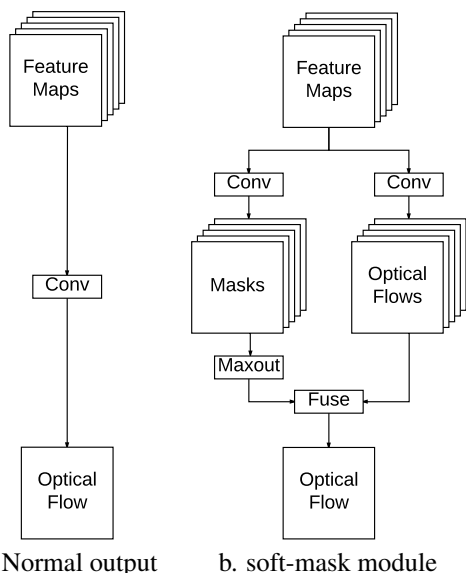 Feature
Maps
Conv
Optical
Flow
Normal output
Feature
Maps
Conv
Conv
Masks
Optical
Flows
Maxout
Fuse
Optical
Flow
b. soft-mask module